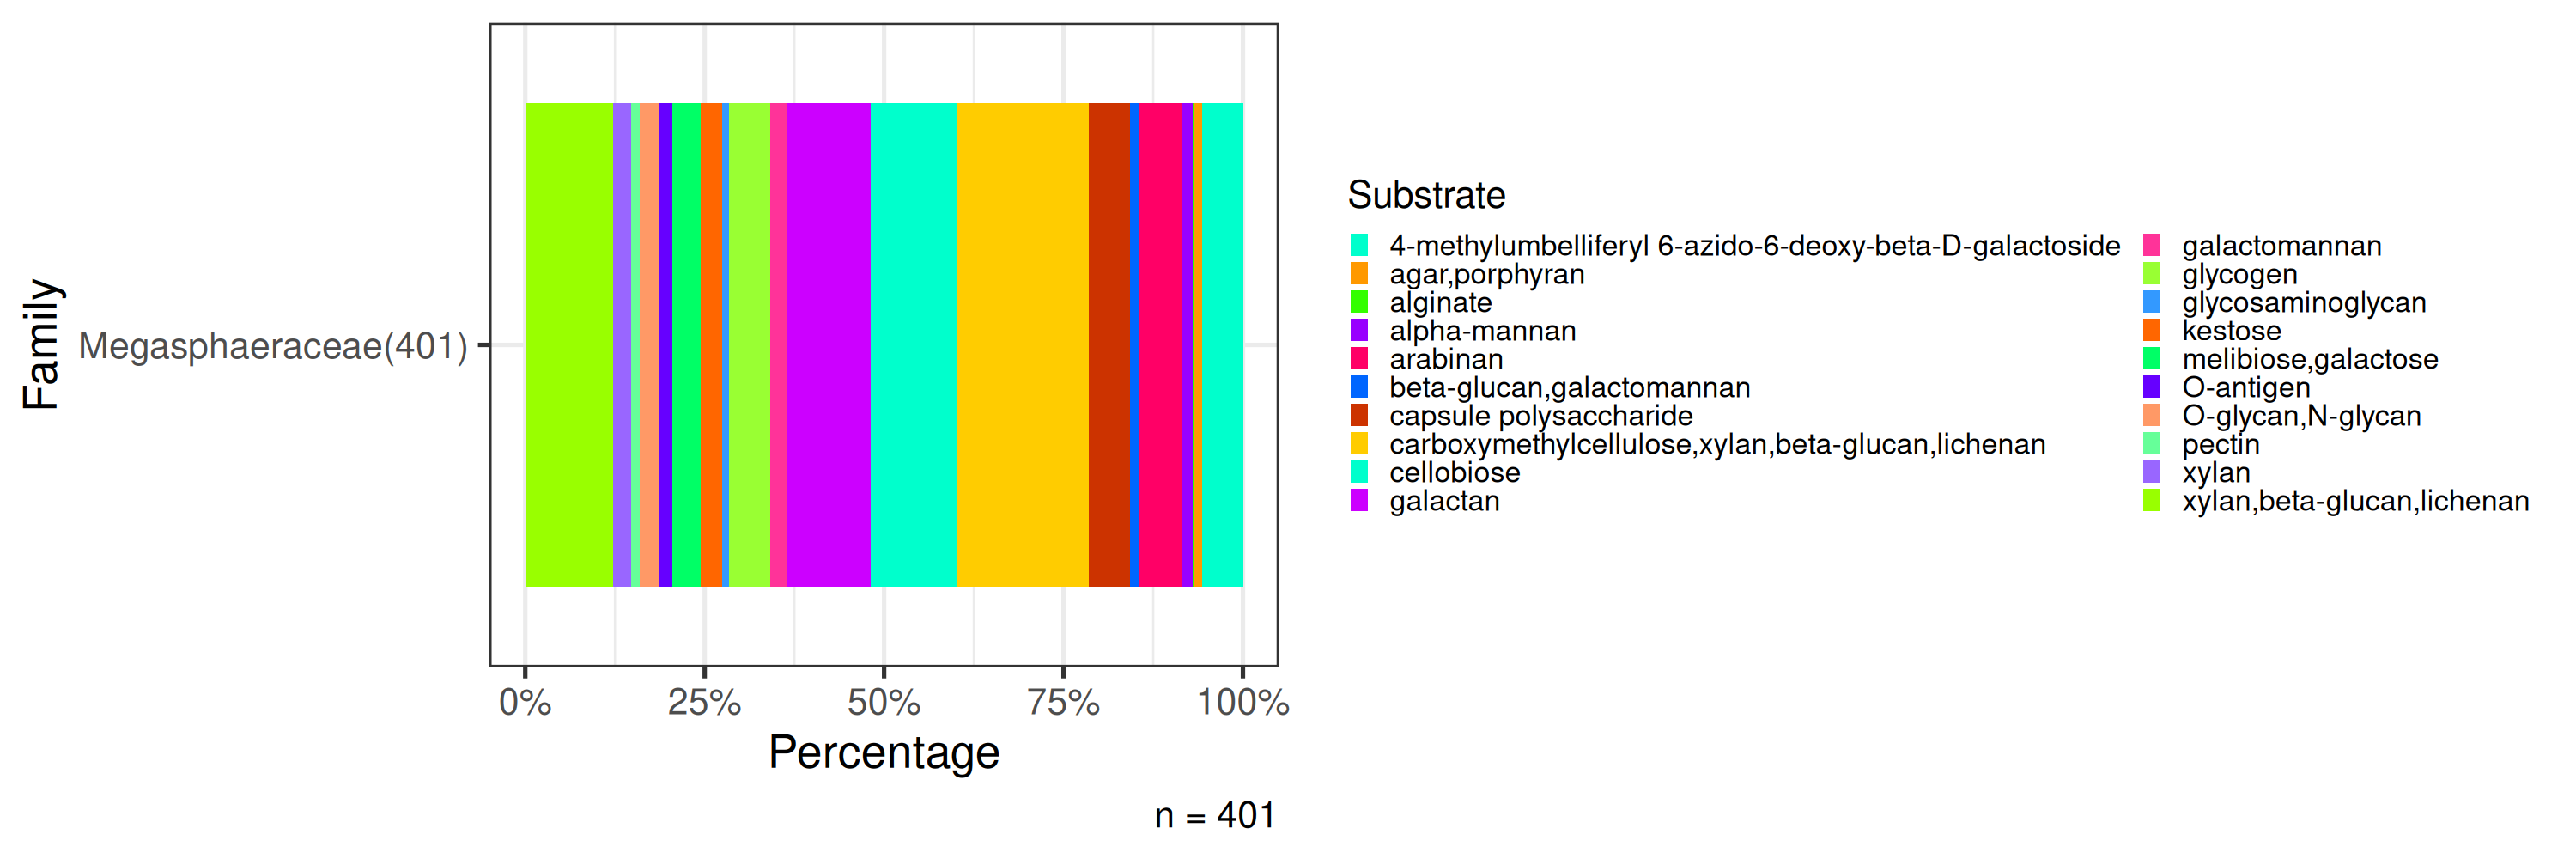 Family
Megasphaeraceae(401)
0% 25% 50% 75% 100%
Percentage
n = 401
Substrate
4-methylumbelliferyl 6-azido-6-deoxy-beta-D-galactoside
agar,porphyran
alginate
alpha-mannan
arabinan
beta-glucan,galactomannan
capsule polysaccharide
carboxymethylcellulose,xylan,beta-glucan,lichenan
cellobiose
galactan
galactomannan
glycogen
glycosaminoglycan
kestose
melibiose,galactose
O-antigen
O-glycan,N-glycan
pectin
xylan
xylan,beta-glucan,lichenan